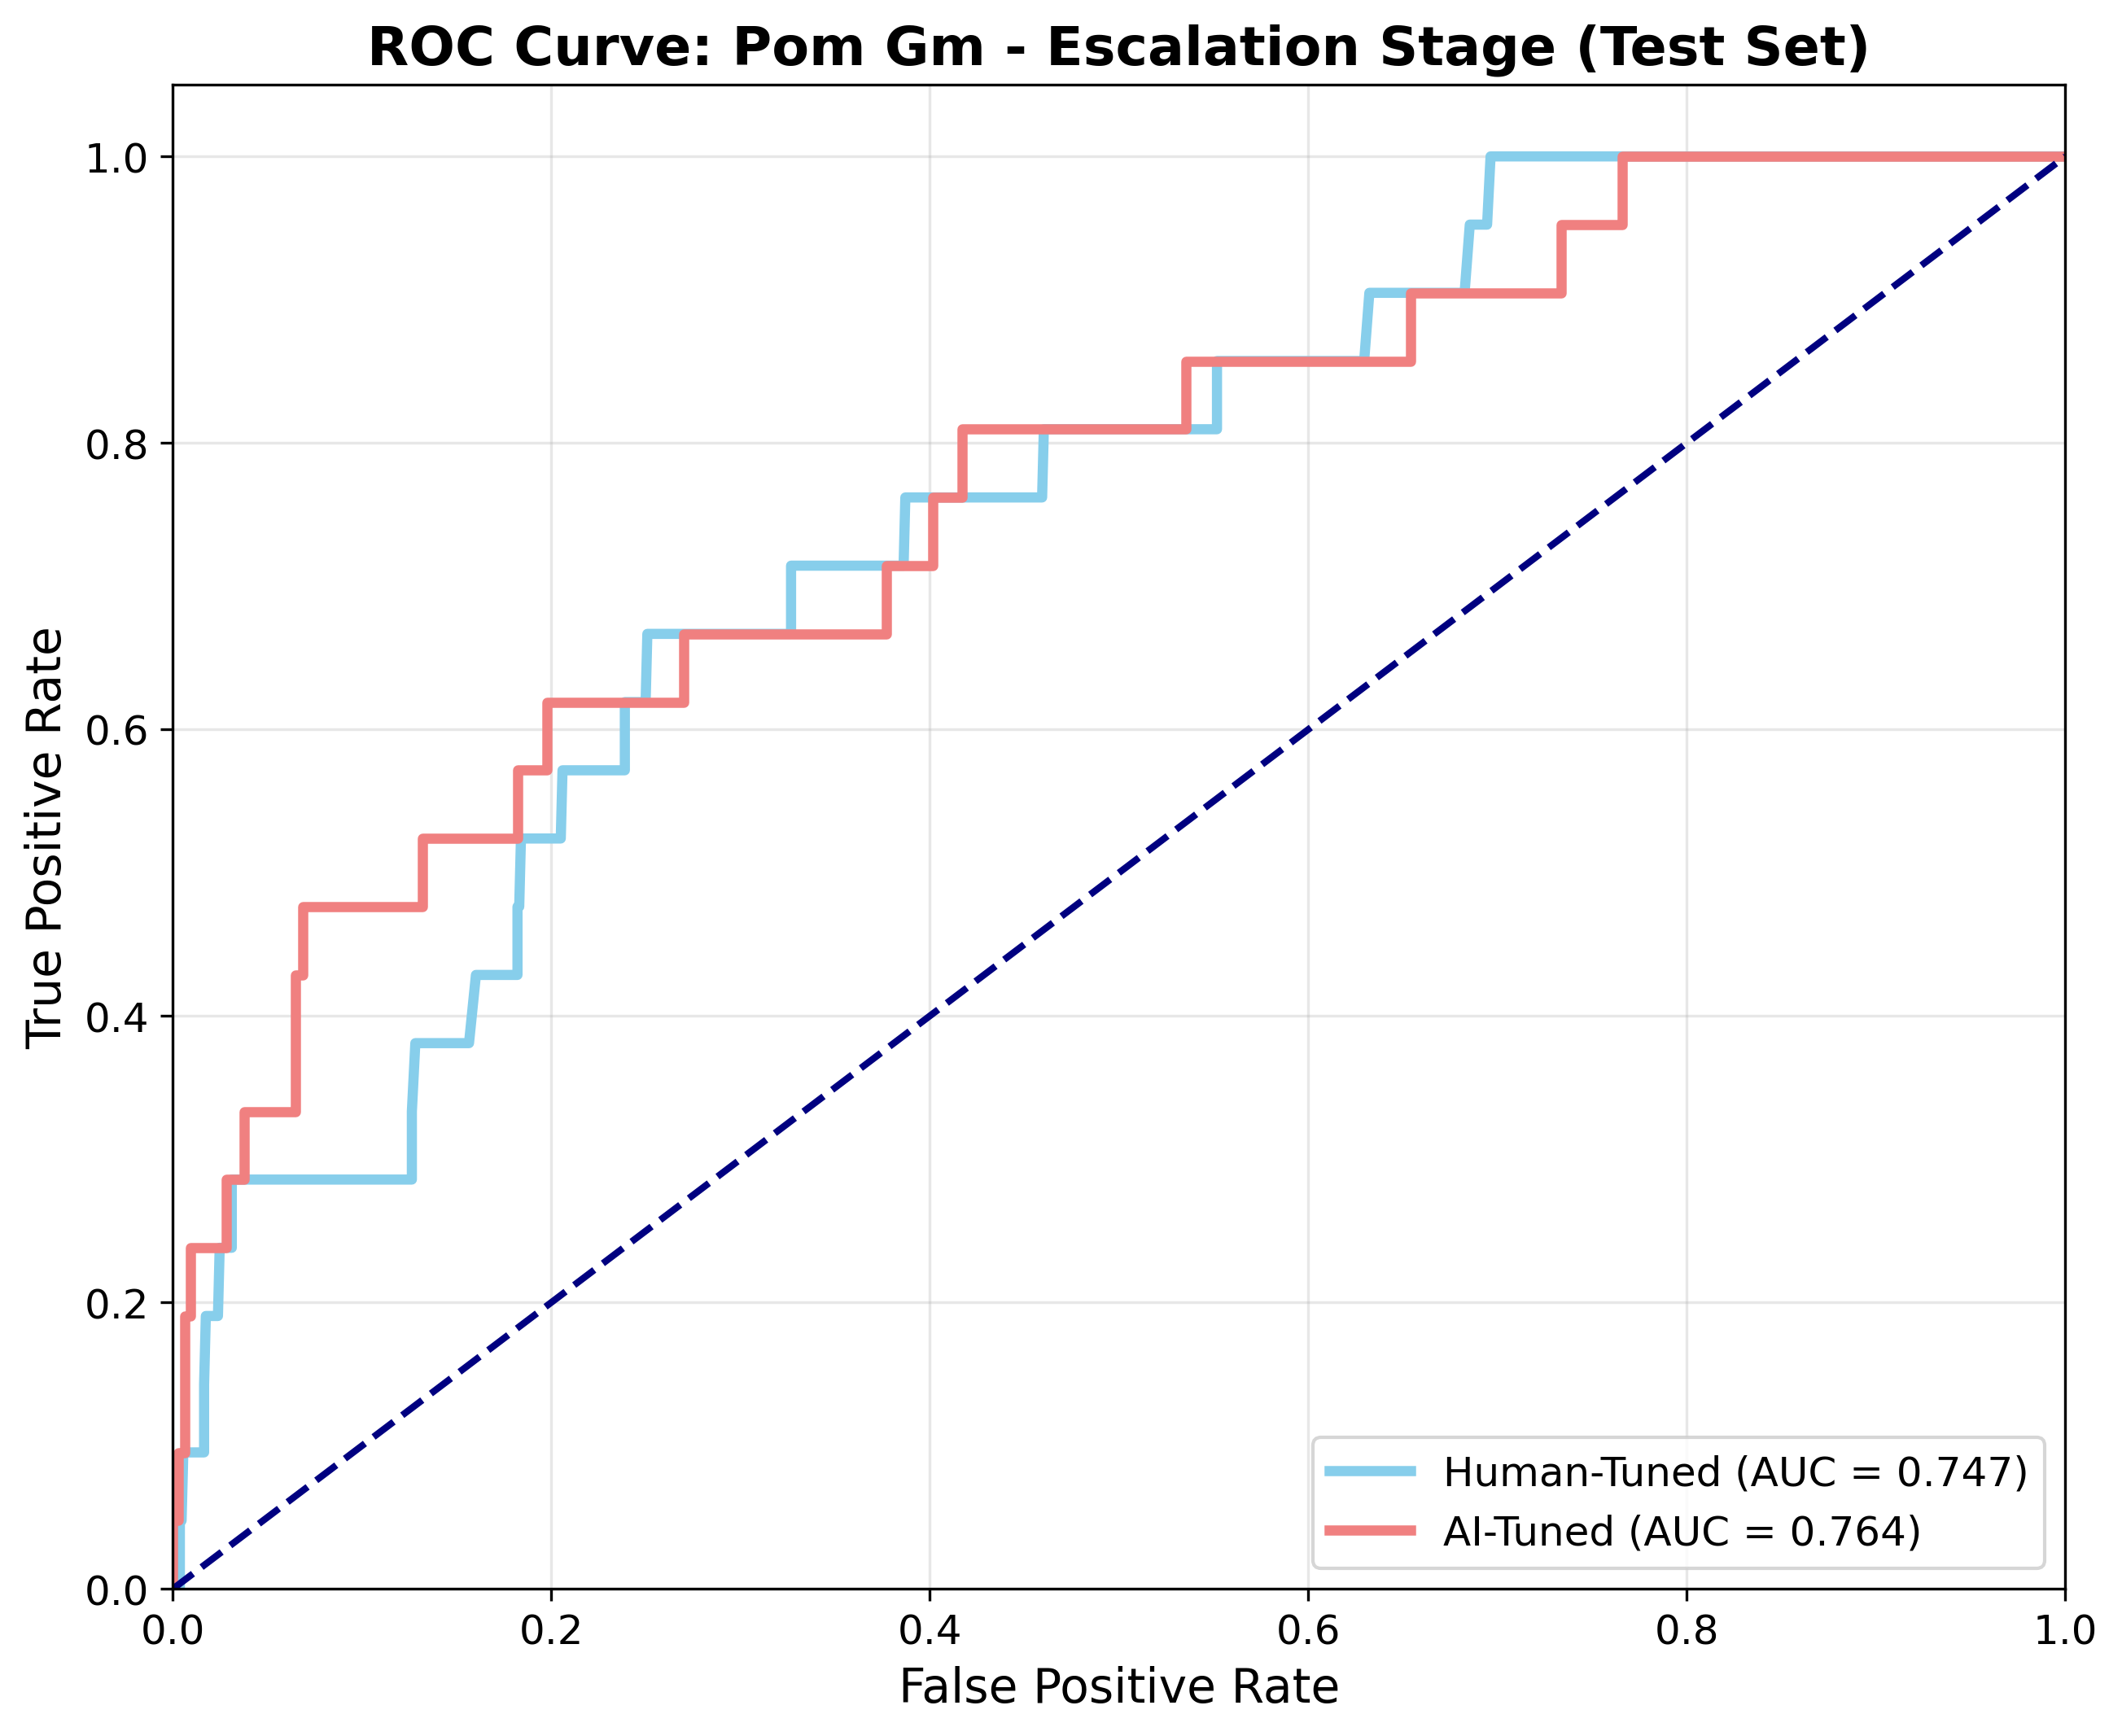 ROC Curve: Pom Gm - Escalation Stage (Test Set)
True Positive Rate
1.0
0.8
0.6
0.4
0.2
0.0
0.0 0.2 0.4 0.6 0.8 1.0
False Positive Rate
Human-Tuned (AUC = 0.747)
AI-Tuned (AUC = 0.764)